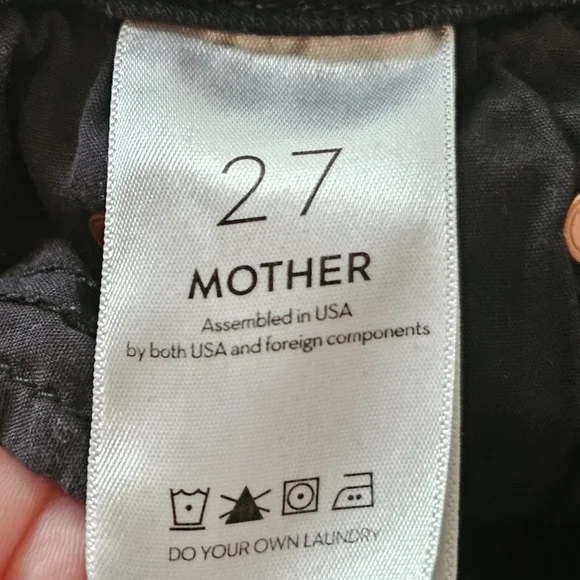 27
MOTHER
Assembled in USA
by both USA and foreign components
DO YOUR OWN LAUNDRY